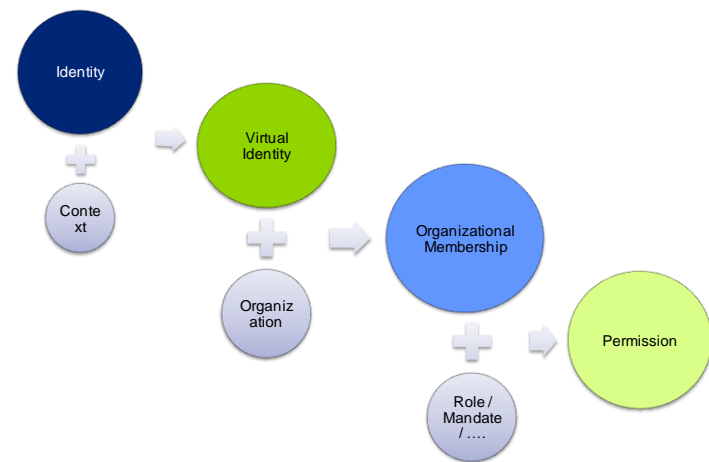 Identity
Conte
xt
Virtual
Identity
Organiz
ation
Organizational
Membership
Role /
Mandate
/ ....
Permission